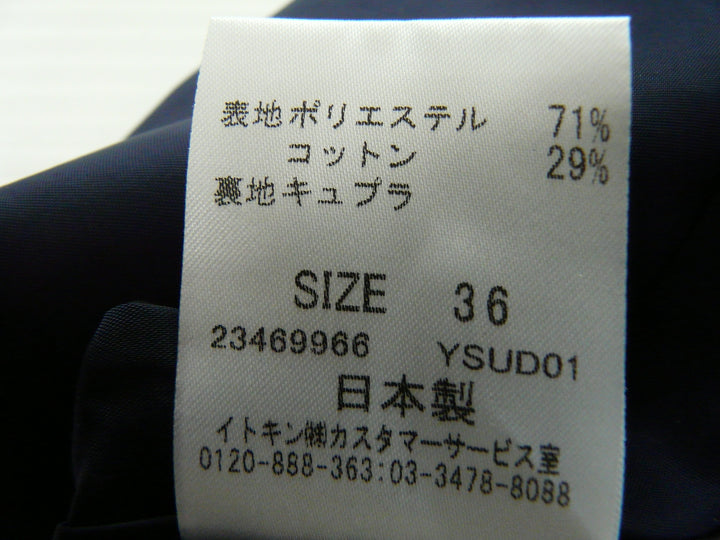 表地ポリエステル 71%
コットン 29%
裏地キュプラ
SIZE 36
23469966 YSUD01
日本製
イトキン㈱カスタマーサービス室
0120-888-363:03-3478-8088